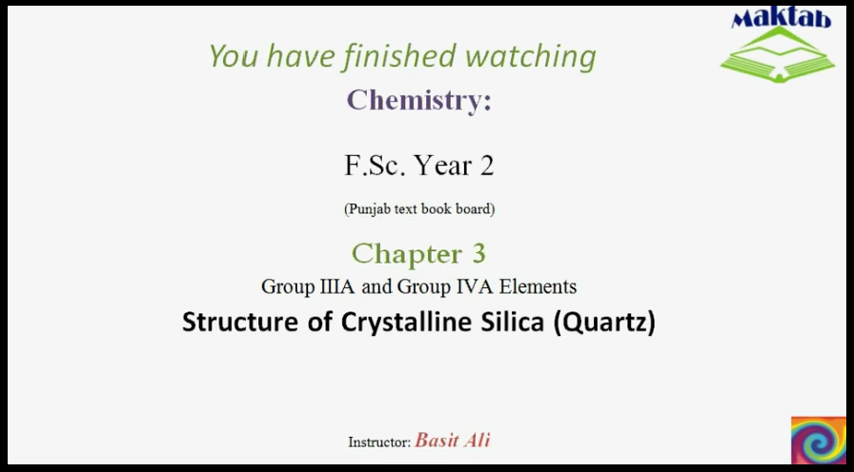 Maktab
You have finished watching
Chemistry:
F.Sc. Year 2
(Punjab text book board)
Chapter 3
Group IIIA and Group IVA Elements
Structure of Crystalline Silica (Quartz)
Instructor: Basit Ali